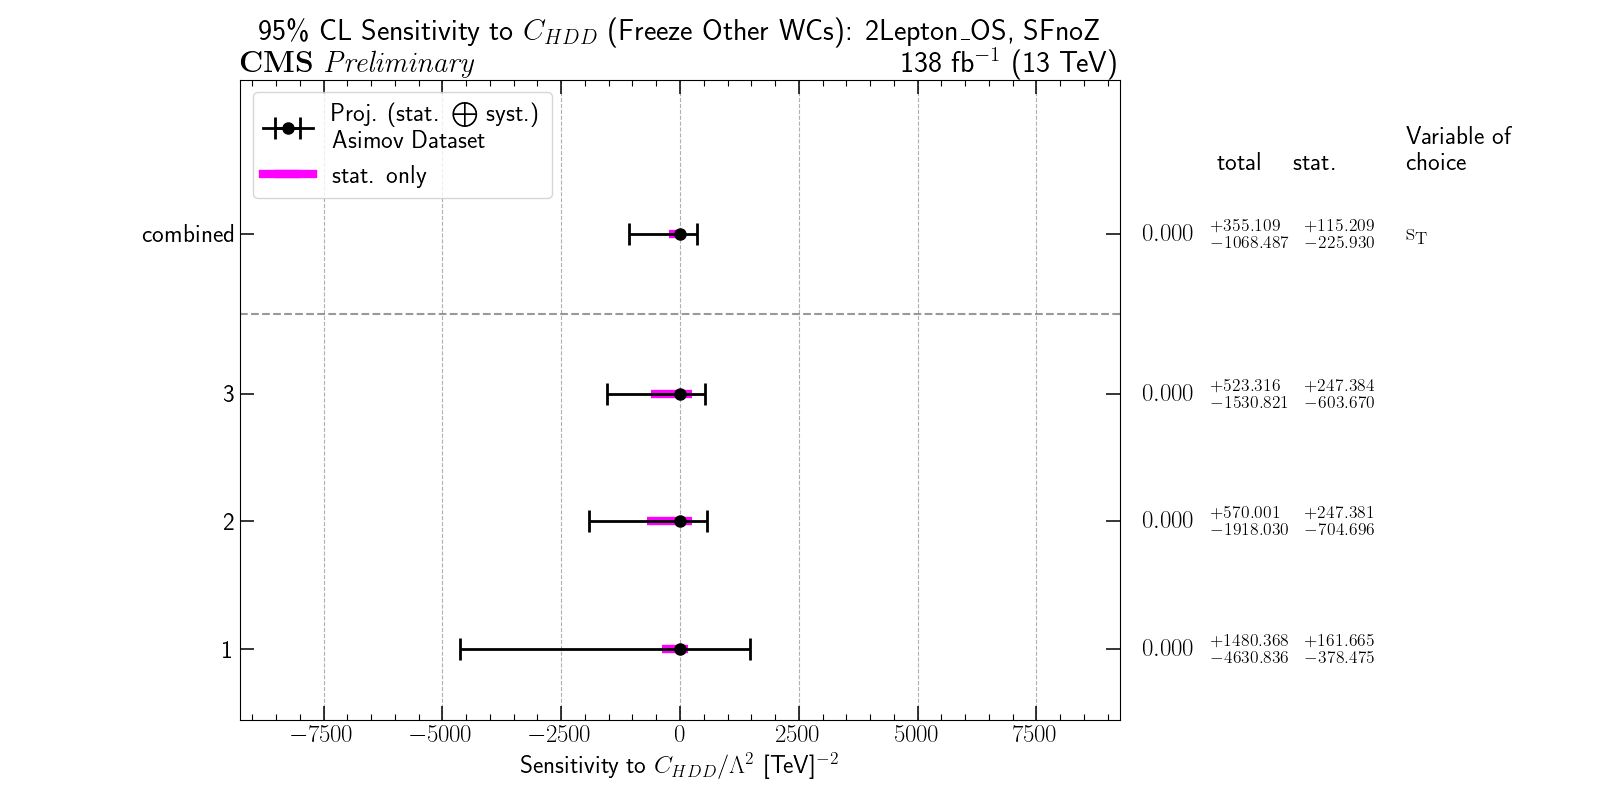 95% CL Sensitivity to C_HDD (Freeze Other WCs): 2Lepton_OS, SFnoZ
CMS Preliminary 138 fb⁻¹ (13 TeV)
Proj. (stat. ⨁ syst.)
Asimov Dataset
stat. only
Variable of
total stat. choice
combined 0.000 +355.109 +115.209
−1068.487 −225.930 s_T
3 0.000 +523.316 +247.384
−1530.821 −603.670
2 0.000 +570.001 +247.381
−1918.030 −704.696
1 0.000 +1480.368 +161.665
−4630.836 −378.475
−7500 −5000 −2500 0 2500 5000 7500
Sensitivity to C_HDD/Λ² [TeV]⁻²